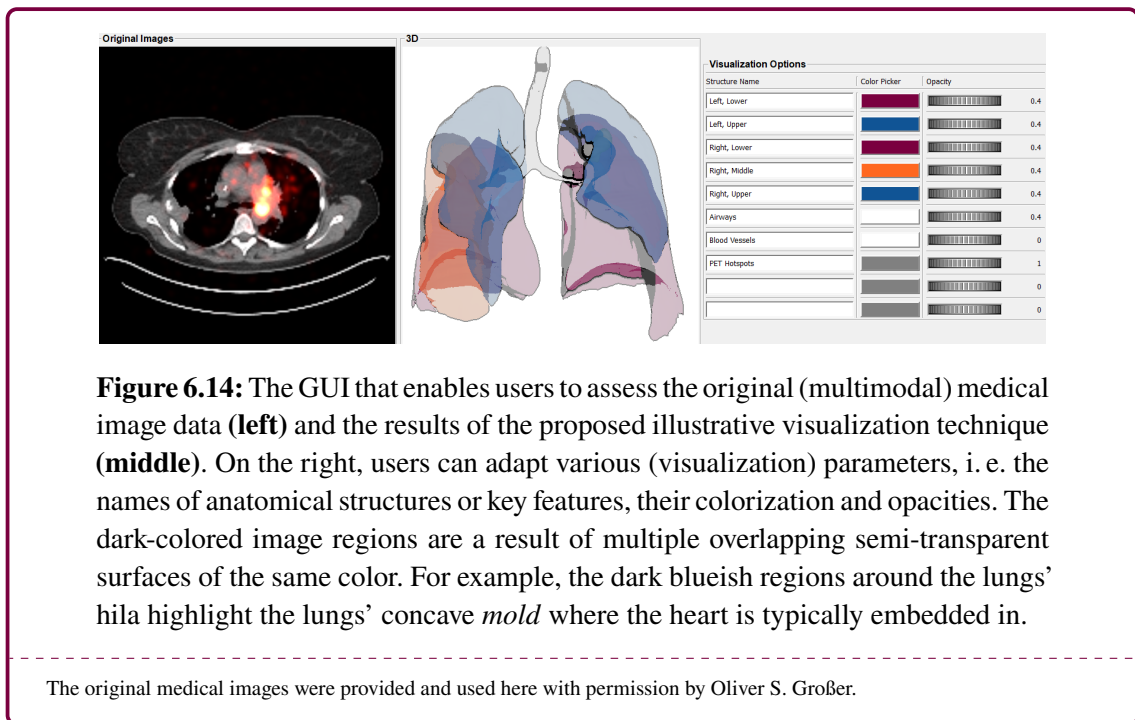 Original Images
3D
Visualization Options
Structure Name Color Picker Opacity
Left, Lower 0.4
Left, Upper 0.4
Right, Lower 0.4
Right, Middle 0.4
Right, Upper 0.4
Airways 0.4
Blood Vessels 0
PET Hotspots 1
0
0
Figure 6.14: The GUI that enables users to assess the original (multimodal) medical
image data (left) and the results of the proposed illustrative visualization technique
(middle). On the right, users can adapt various (visualization) parameters, i. e. the
names of anatomical structures or key features, their colorization and opacities. The
dark-colored image regions are a result of multiple overlapping semi-transparent
surfaces of the same color. For example, the dark blueish regions around the lungs’
hila highlight the lungs’ concave mold where the heart is typically embedded in.
The original medical images were provided and used here with permission by Oliver S. Großer.